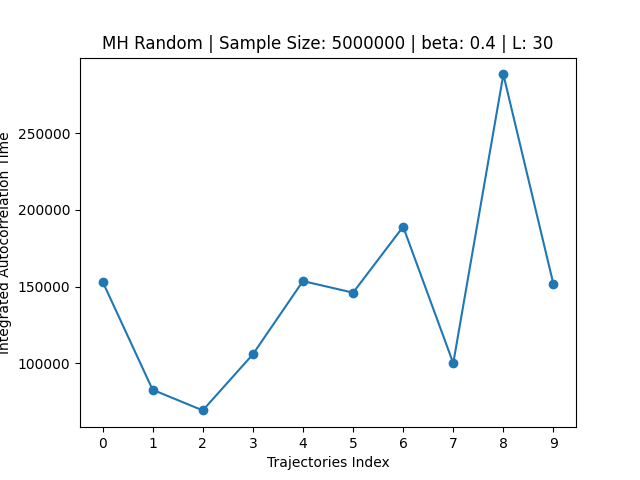 MH Random | Sample Size: 5000000 | beta: 0.4 | L: 30
Integrated Autocorrelation Time
250000
200000
150000
100000
0 1 2 3 4 5 6 7 8 9
Trajectories Index